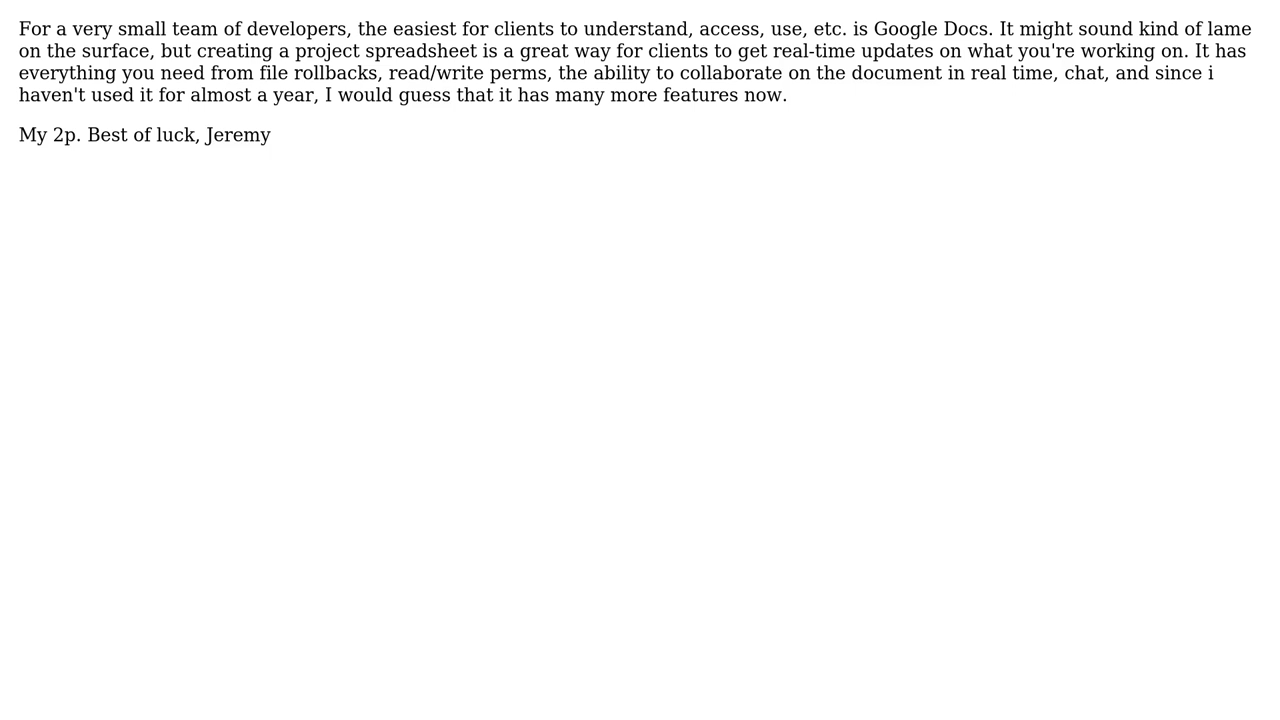 For a very small team of developers, the easiest for clients to understand, access, use, etc. is Google Docs. It might sound kind of lame
on the surface, but creating a project spreadsheet is a great way for clients to get real-time updates on what you're working on. It has
everything you need from file rollbacks, read/write perms, the ability to collaborate on the document in real time, chat, and since i
haven't used it for almost a year, I would guess that it has many more features now.
My 2p. Best of luck, Jeremy